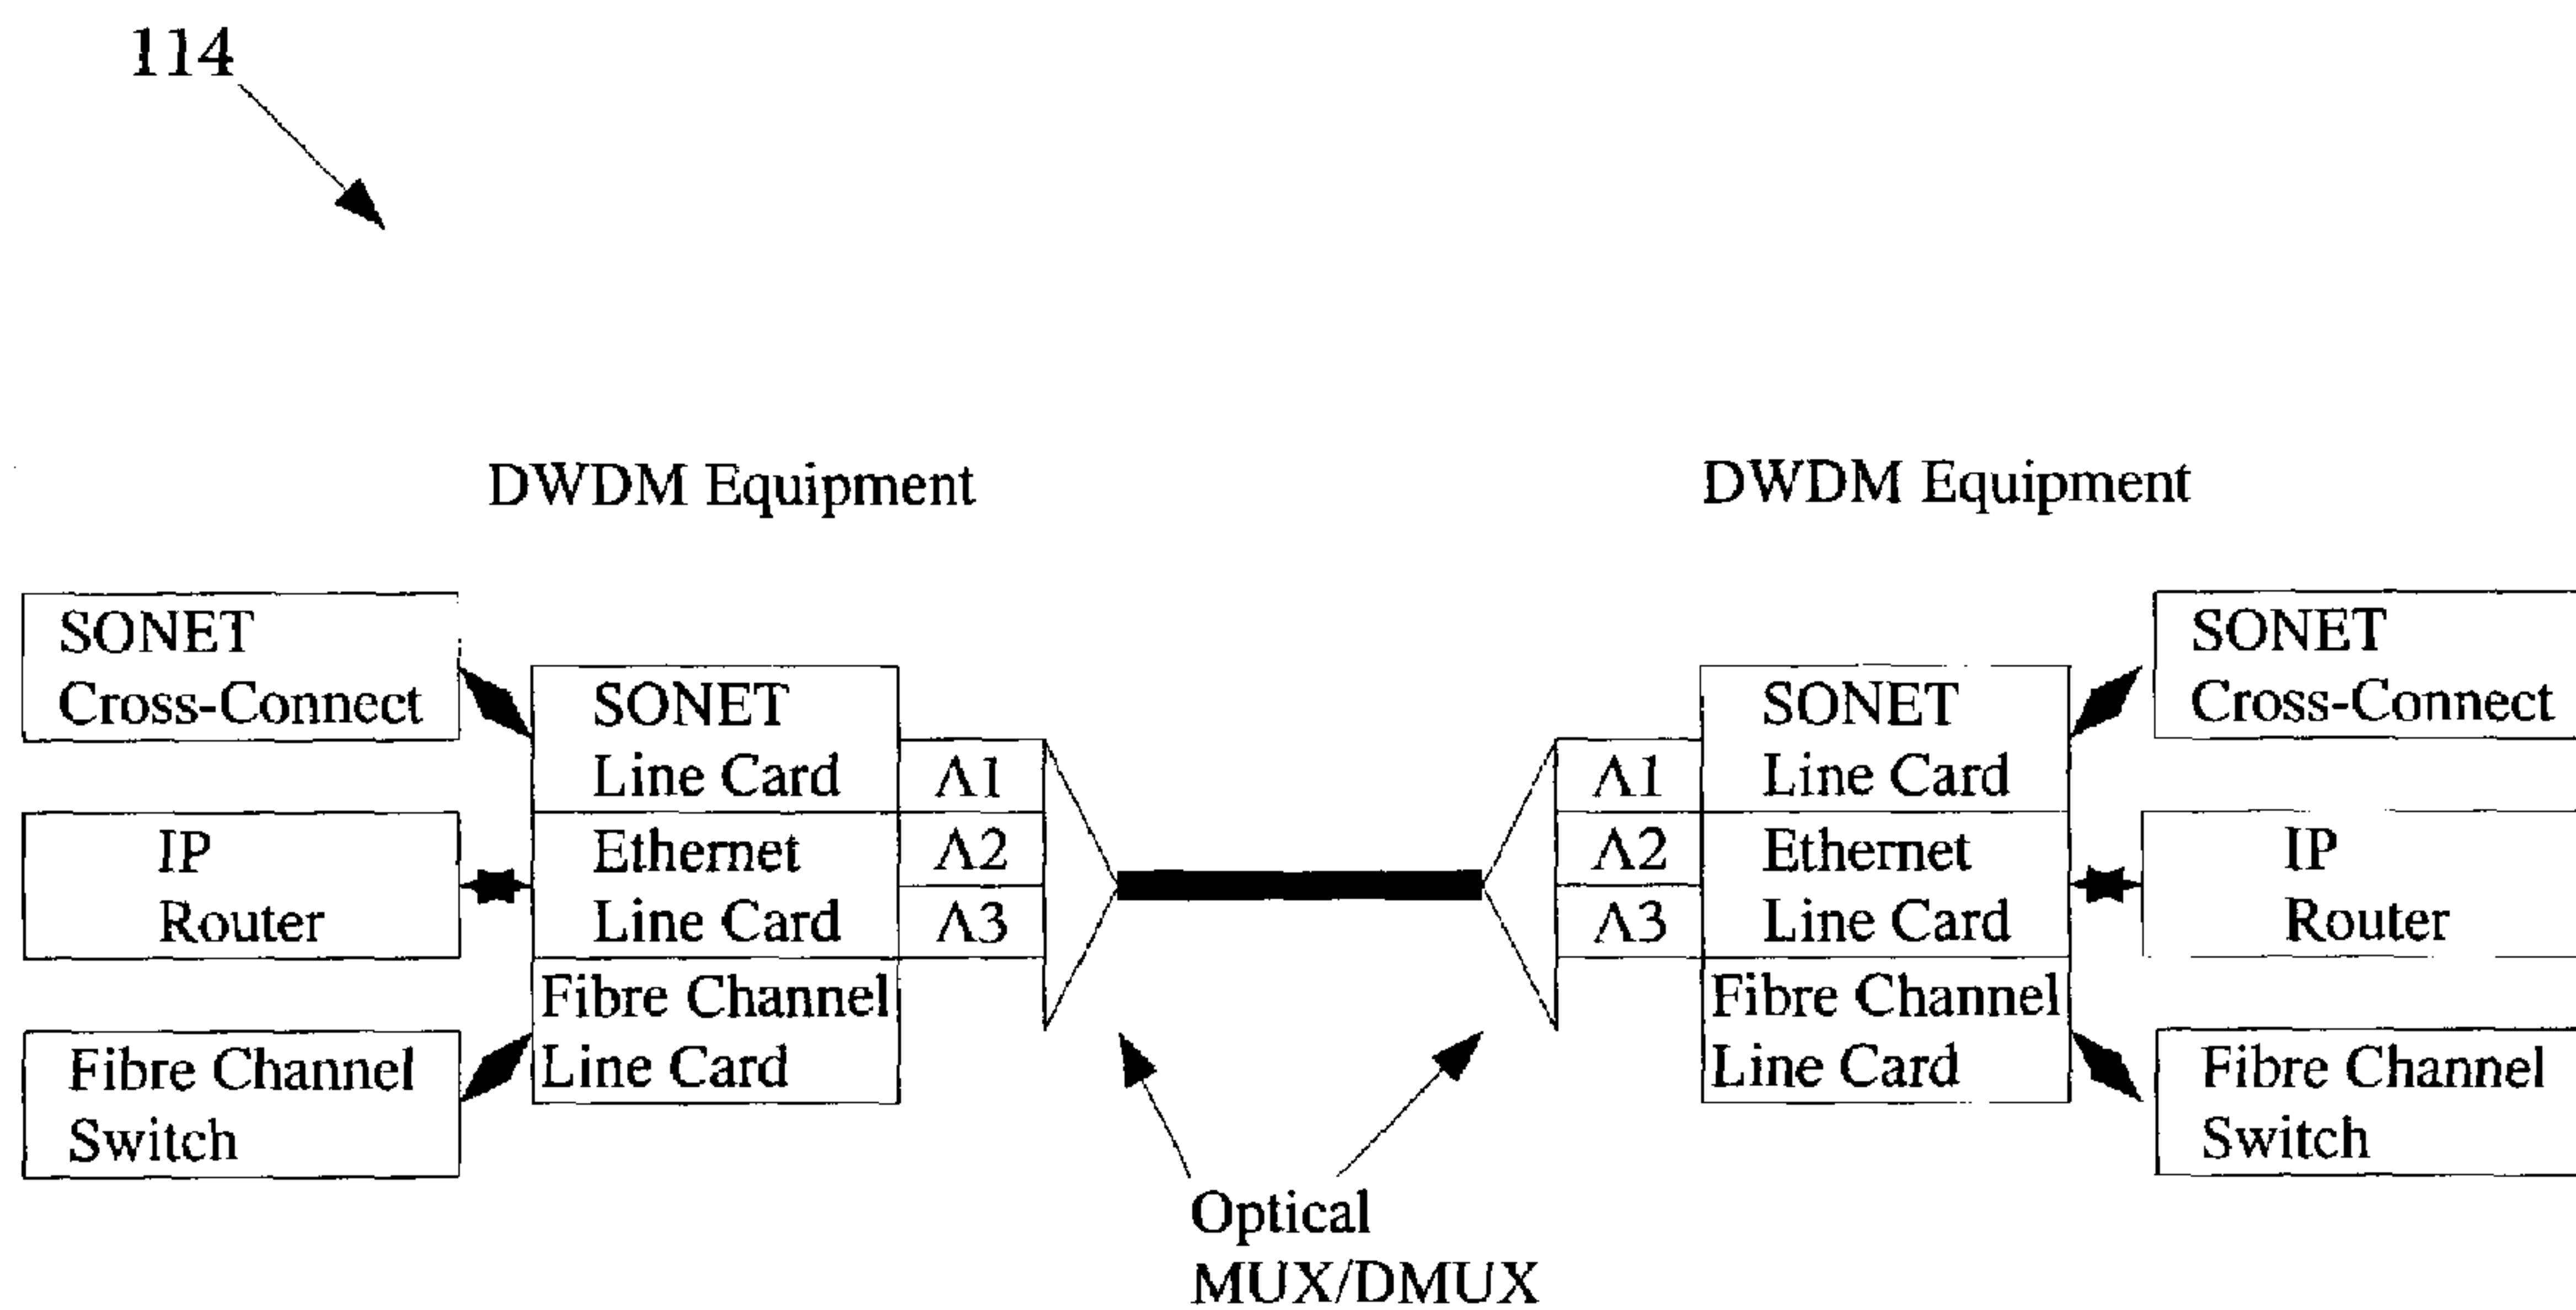 114
DWDM Equipment
DWDM Equipment
SONET
Cross-Connect
IP
Router
Fibre Channel
Switch
SONET
Line Card
Ethernet
Line Card
Fibre Channel
Line Card
Λ1
Λ2
Λ3
Λ1
Λ2
Λ3
SONET
Line Card
Ethernet
Line Card
Fibre Channel
Line Card
SONET
Cross-Connect
IP
Router
Fibre Channel
Switch
Optical
MUX/DMUX